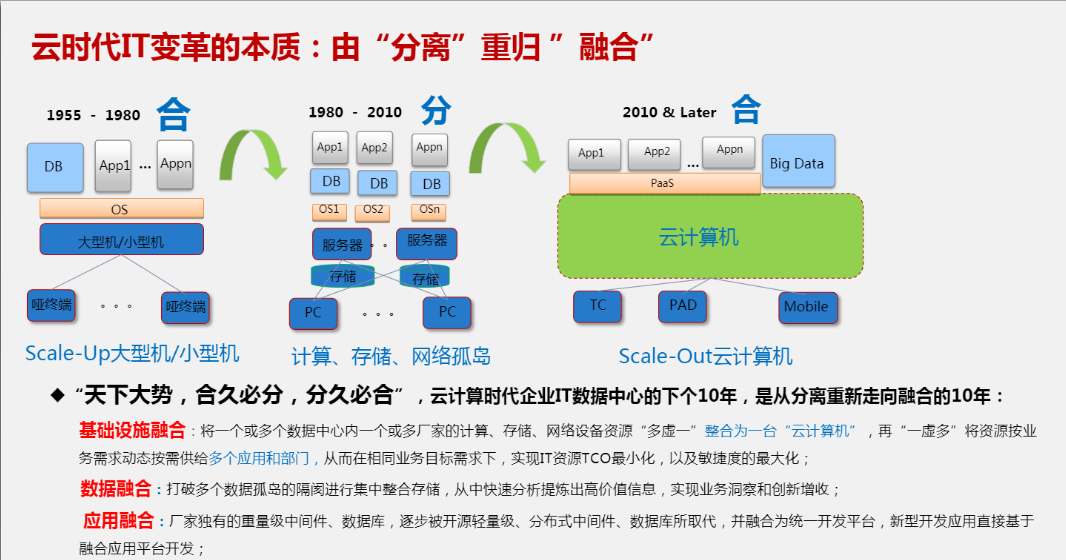 云时代IT变革的本质：由“分离”重归 ”融合”
1955 - 1980 合
DB
App1
...
Appn
OS
大型机/小型机
哑终端
。。。
哑终端
Scale-Up大型机/小型机
1980 - 2010 分
App1
App2
Appn
DB
DB
DB
OS1
OS2
OSn
服务器
。。
服务器
存储
存储
PC
。。。
PC
计算、存储、网络孤岛
2010 & Later 合
App1
App2
...
Appn
Big Data
PaaS
云计算机
TC
PAD
Mobile
Scale-Out云计算机
◆ “天下大势，合久必分，分久必合”，云计算时代企业IT数据中心的下个10年，是从分离重新走向融合的10年：
基础设施融合：将一个或多个数据中心内一个或多厂家的计算、存储、网络设备资源“多虚一”整合为一台“云计算机”，再“一虚多”将资源按业
务需求动态按需供给多个应用和部门，从而在相同业务目标需求下，实现IT资源TCO最小化，以及敏捷度的最大化；
数据融合：打破多个数据孤岛的隔阂进行集中整合存储，从中快速分析提炼出高价值信息，实现业务洞察和创新增收；
应用融合：厂家独有的重量级中间件、数据库，逐步被开源轻量级、分布式中间件、数据库所取代，并融合为统一开发平台，新型开发应用直接基于
融合应用平台开发；